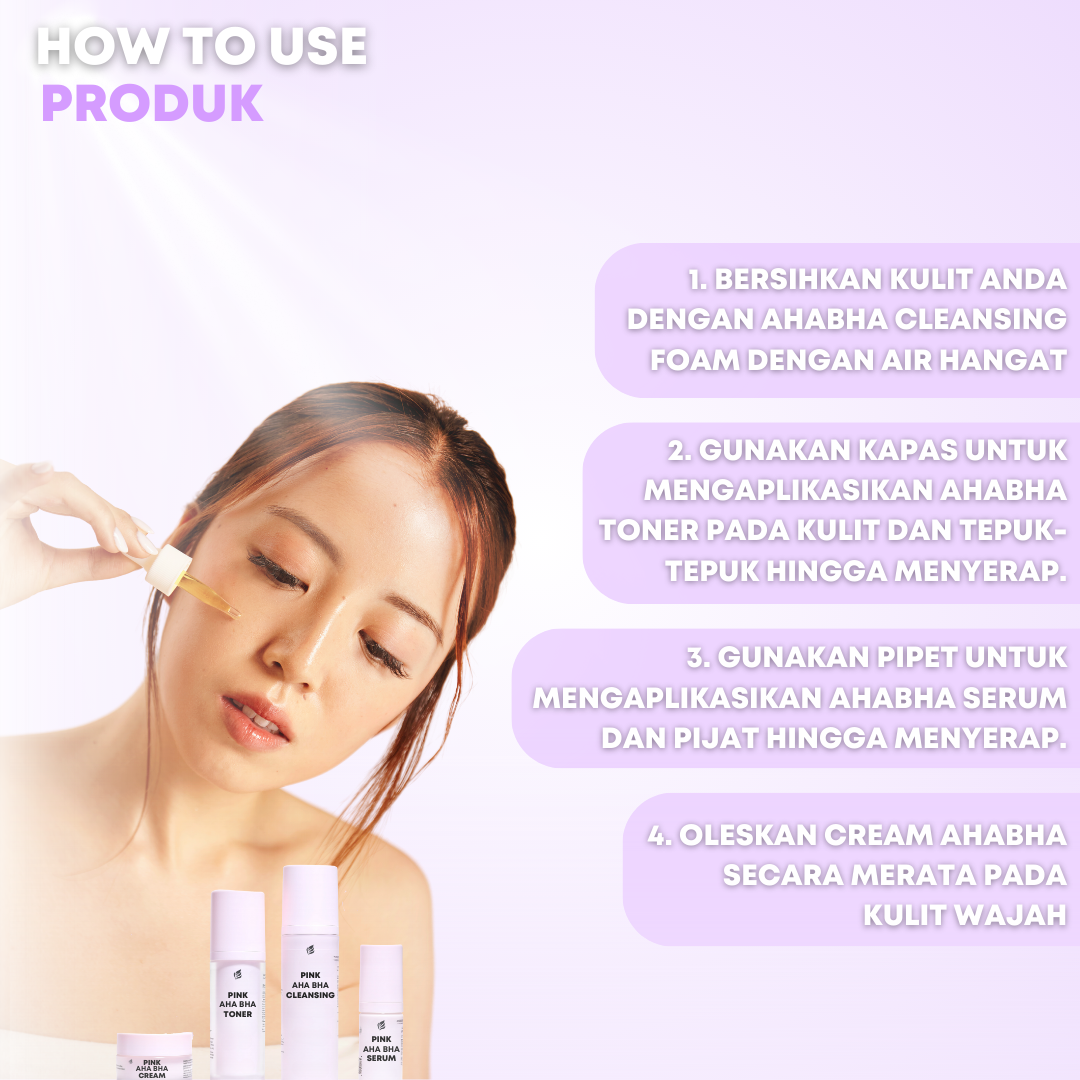 HOW TO USE
PRODUK
1. BERSIHKAN KULIT ANDA
DENGAN AHABHA CLEANSING
FOAM DENGAN AIR HANGAT
2. GUNAKAN KAPAS UNTUK
MENGAPLIKASIKAN AHABHA
TONER PADA KULIT DAN TEPUK-
TEPUK HINGGA MENYERAP.
3. GUNAKAN PIPET UNTUK
MENGAPLIKASIKAN AHABHA SERUM
DAN PIJAT HINGGA MENYERAP.
4. OLESKAN CREAM AHABHA
SECARA MERATA PADA
KULIT WAJAH
PINK
AHA BHA
CREAM
PINK
AHA BHA
TONER
PINK
AHA BHA
CLEANSING
PINK
AHA BHA
SERUM